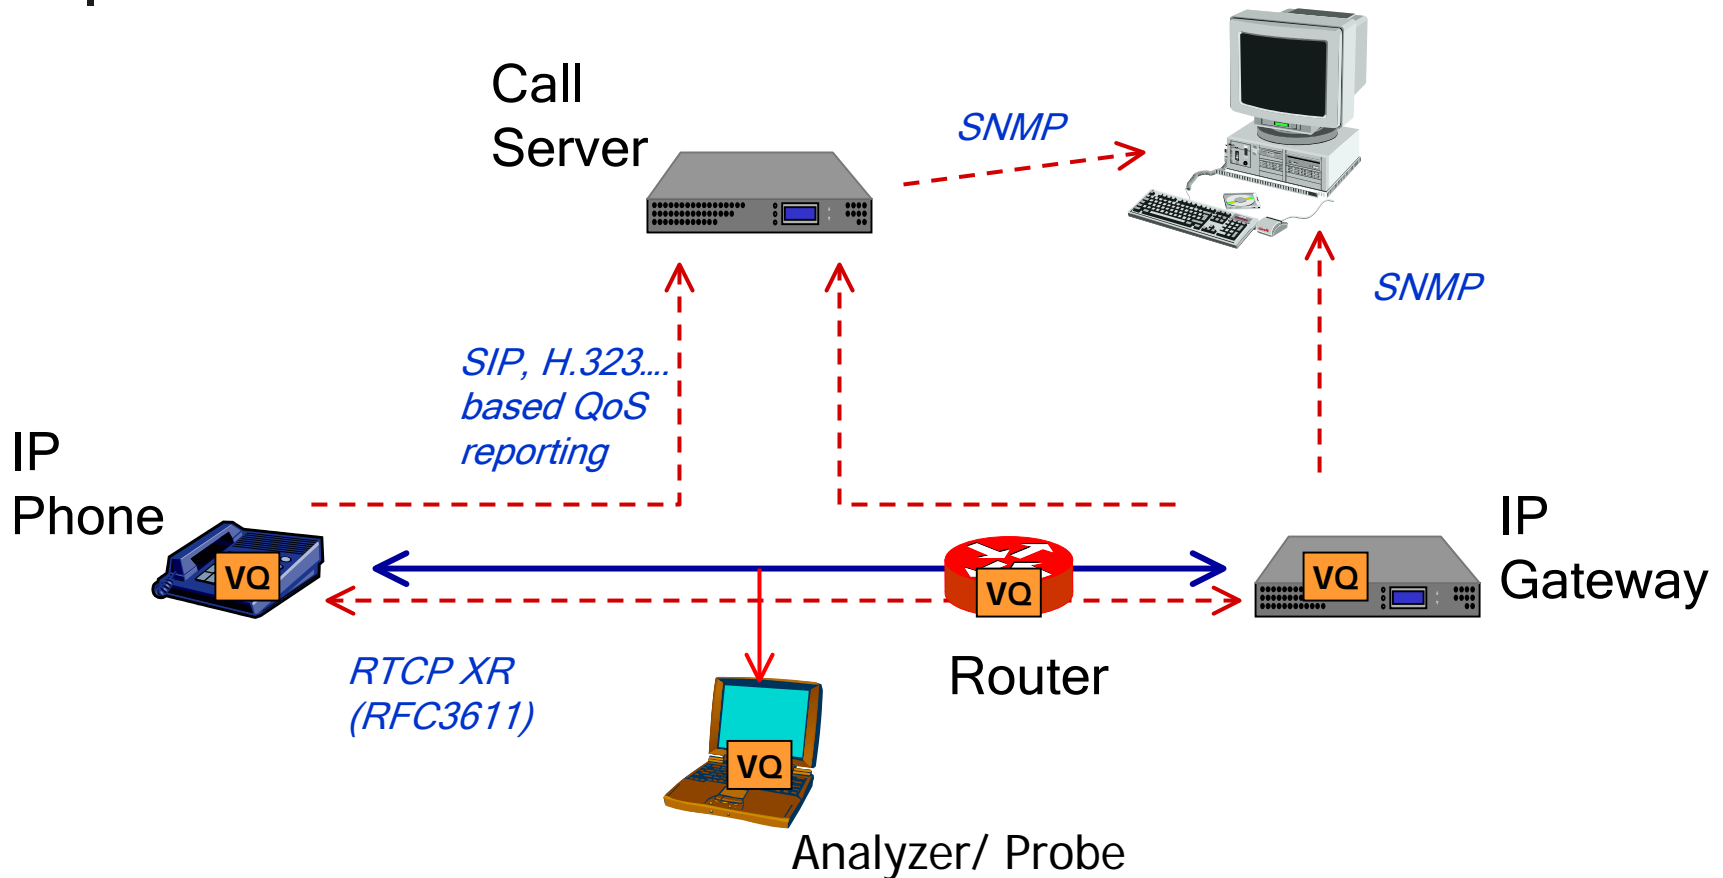 Call
Server
SNMP
SNMP
SIP, H.323....
based QoS
reporting
IP
Phone
IP
Gateway
VQ
VQ
VQ
RTCP XR
(RFC3611)
Router
VQ
Analyzer/ Probe